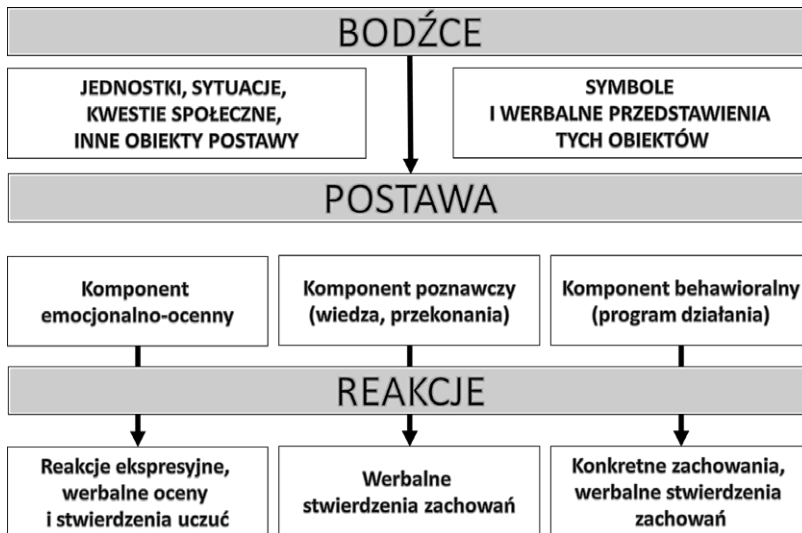 BODŹCE
JEDNOSTKI, SYTUACJE,
KWESTIE SPOŁECZNE,
INNE OBIEKTY POSTAWY
SYMBOLE
I WERBALNE PRZEDSTAWIENIA
TYCH OBIEKTÓW
POSTAWA
Komponent
emocjonalno-ocenny
Komponent poznawczy
(wiedza, przekonania)
Komponent behawioralny
(program działania)
REAKCJE
Reakcje ekspresyjne,
werbalne oceny
i stwierdzenia uczuć
Werbalne
stwierdzenia zachowań
Konkretne zachowania,
werbalne stwierdzenia
zachowań